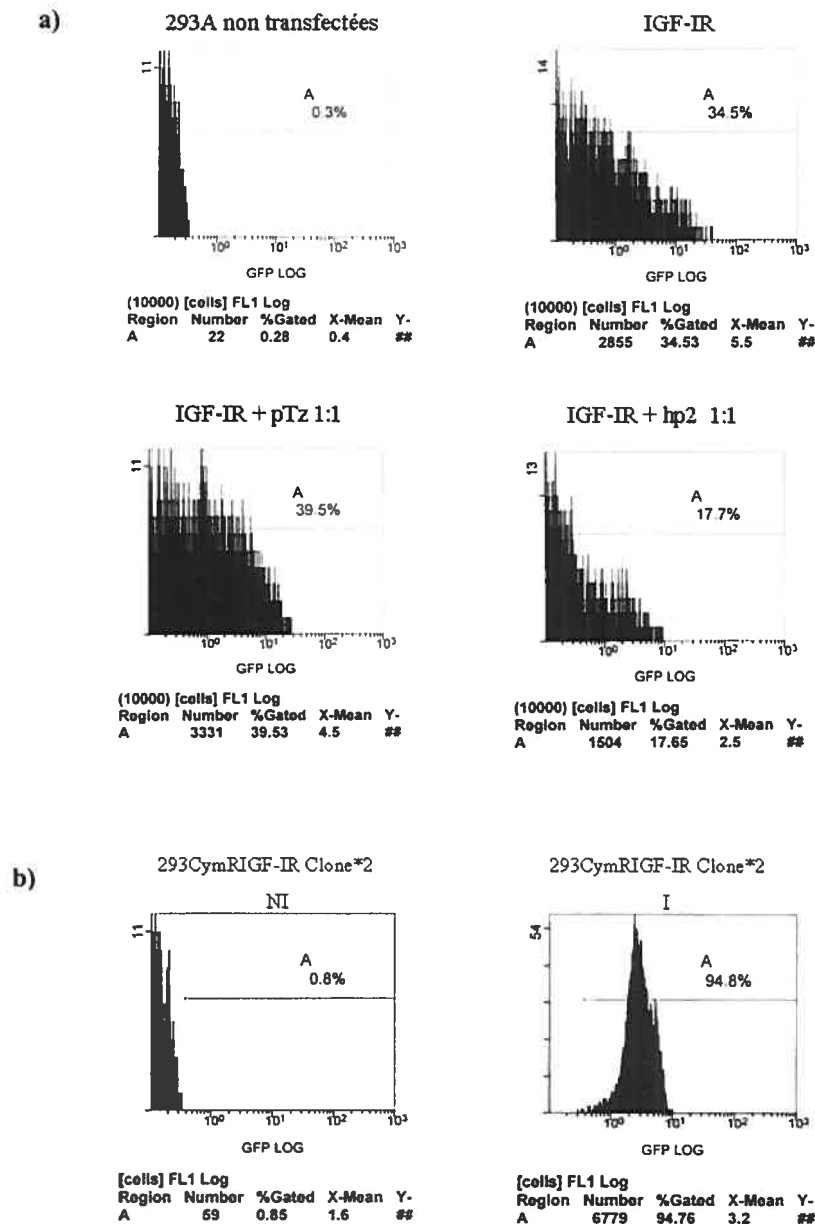 a)
293A non transfectées
11
A
0.3%
10⁰ 10¹ 10² 10³
GFP LOG
(10000) [cells] FL1 Log
Region Number %Gated X-Mean Y-
A 22 0.28 0.4 ##
IGF-IR
14
A
34.5%
10⁰ 10¹ 10² 10³
GFP LOG
(10000) [cells] FL1 Log
Region Number %Gated X-Mean Y-
A 2855 34.53 5.5 ##
IGF-IR + pTz 1:1
11
A
39.5%
10⁰ 10¹ 10² 10³
GFP LOG
(10000) [cells] FL1 Log
Region Number %Gated X-Mean Y-
A 3331 39.53 4.5 ##
IGF-IR + hp2 1:1
13
A
17.7%
10⁰ 10¹ 10² 10³
GFP LOG
(10000) [cells] FL1 Log
Region Number %Gated X-Mean Y-
A 1504 17.65 2.5 ##
b)
293CymRIGF-IR Clone*2
NI
11
A
0.8%
10⁰ 10¹ 10² 10³
GFP LOG
[cells] FL1 Log
Region Number %Gated X-Mean Y-
A 59 0.85 1.6 ##
293CymRIGF-IR Clone*2
I
54
A
94.8%
10⁰ 10¹ 10² 10³
GFP LOG
[cells] FL1 Log
Region Number %Gated X-Mean Y-
A 6779 94.76 3.2 ##